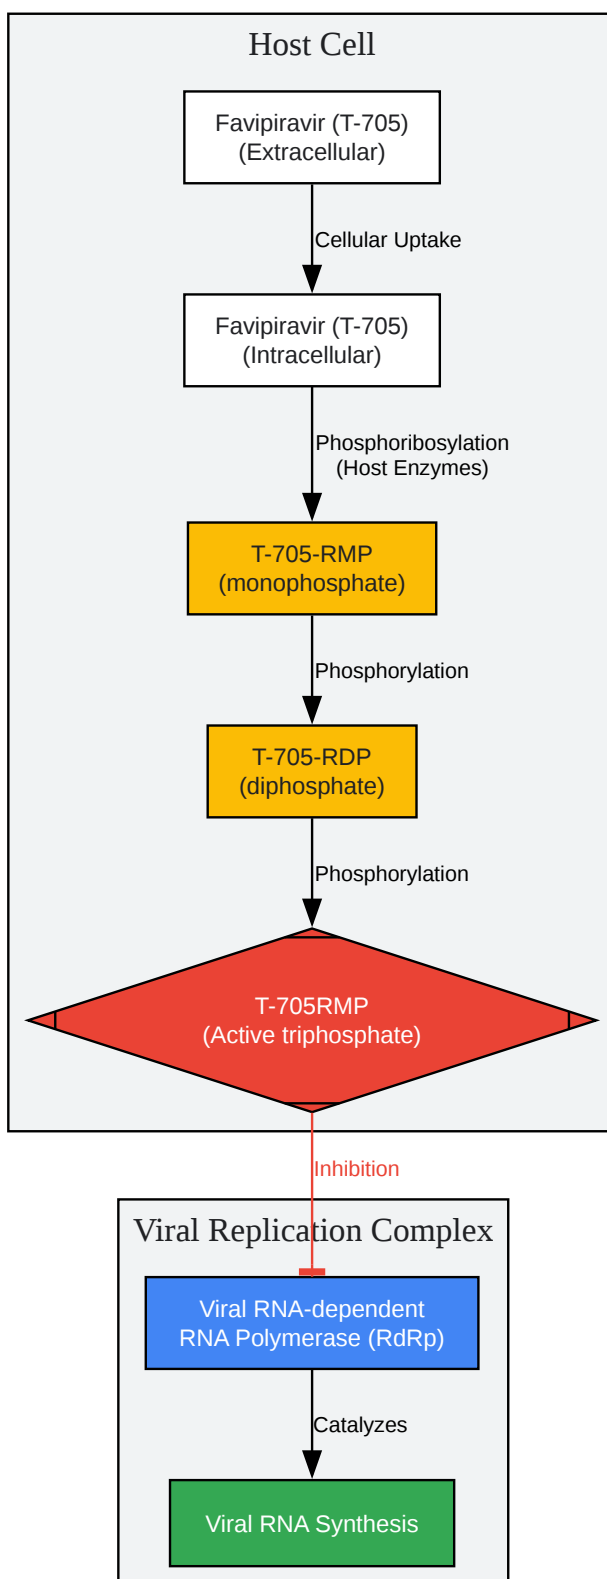 Host Cell
Favipiravir (T-705)
(Extracellular)
Cellular Uptake
Favipiravir (T-705)
(Intracellular)
Phosphoribosylation
(Host Enzymes)
T-705-RMP
(monophosphate)
Phosphorylation
T-705-RDP
(diphosphate)
Phosphorylation
T-705RMP
(Active triphosphate)
Inhibition
Viral Replication Complex
Viral RNA-dependent
RNA Polymerase (RdRp)
Catalyzes
Viral RNA Synthesis